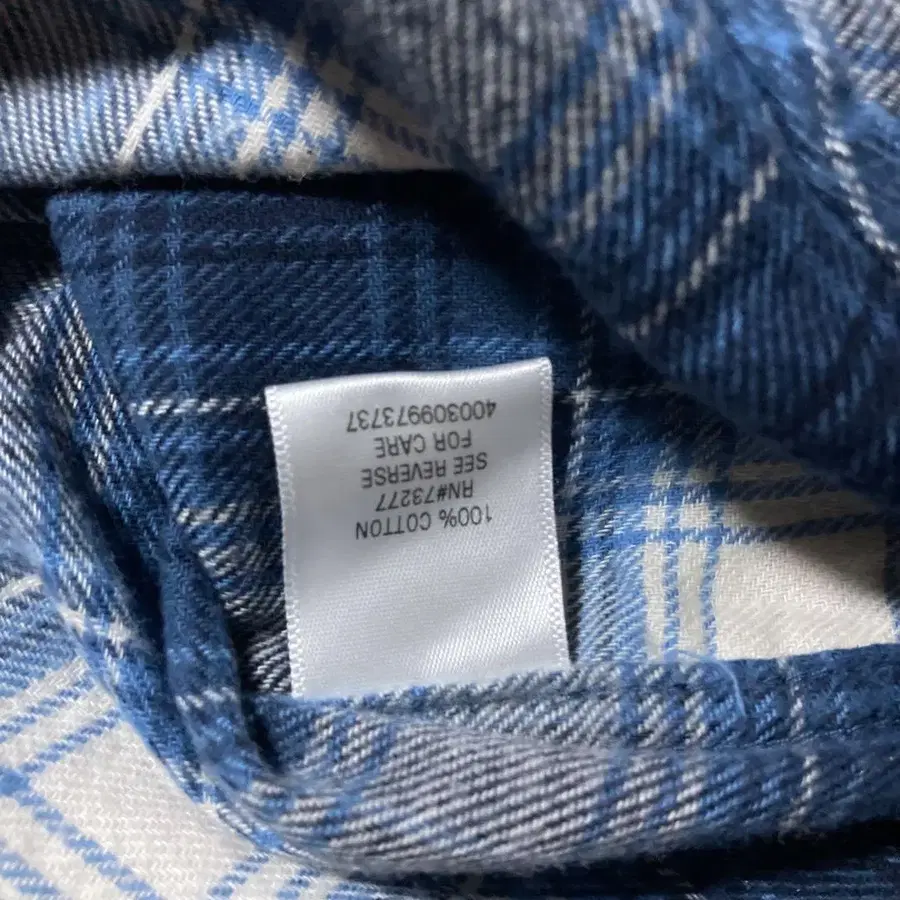 100% COTTON
RN#73277
SEE REVERSE
FOR CARE
400309973737